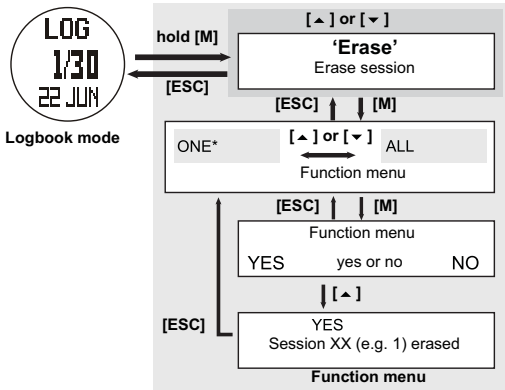 LOG
1/30
22 JUN
Logbook mode
hold [M]
[ESC]
[▲] or [▼]
'Erase'
Erase session
[ESC] [M]
ONE* [▲] or [▼] ALL
Function menu
[ESC] [M]
Function menu
YES yes or no NO
[▲]
[ESC]
YES
Session XX (e.g. 1) erased
Function menu